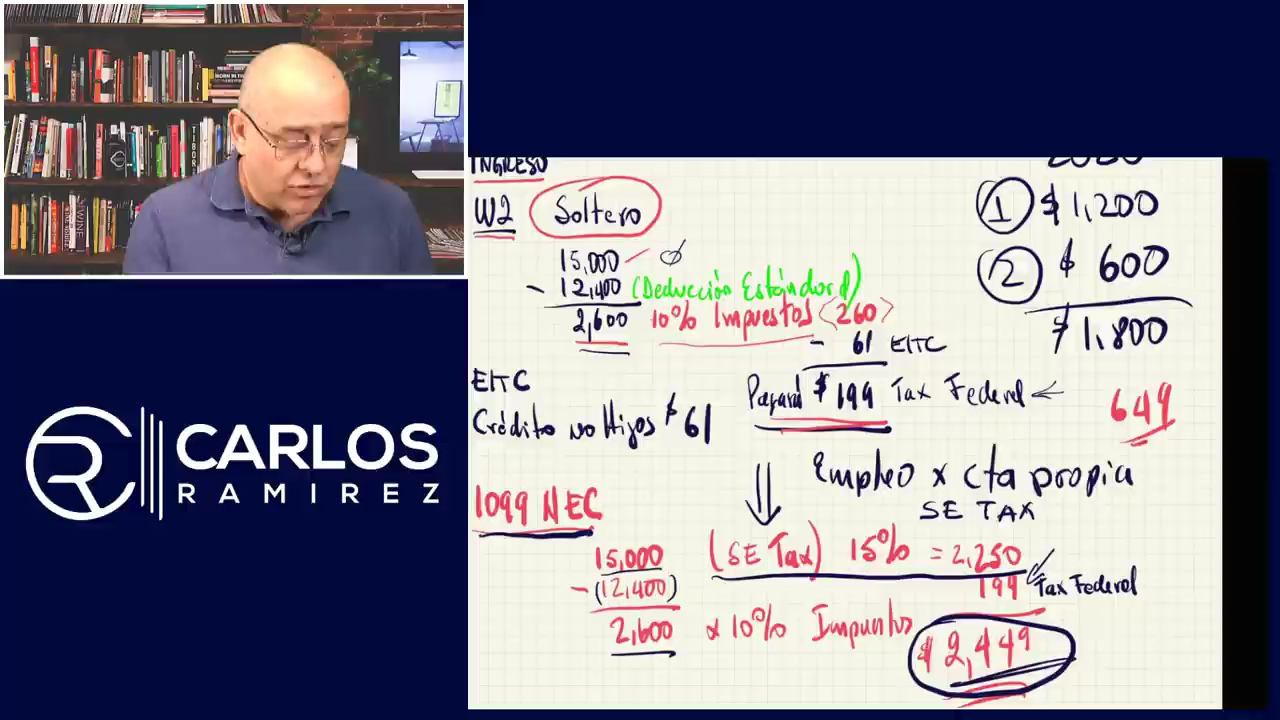 INGRESO
W2 Soltero
15,000
- 12,400 (Deducción Estándard)
2,600 10% Impuestos <260>
- 61 EITC
EITC
Pagará $199 Tax Federal
Crédito no Hijos $61
2020
1 $1,200
2 $ 600
$1,800
649
Empleo x cta propia
SE TAX
1099 NEC
15,000 (SE Tax) 15% = 2,250
- (12,400) 199 Tax Federal
2,600 x 10% Impuestos
$2,449
CARLOS
RAMIREZ